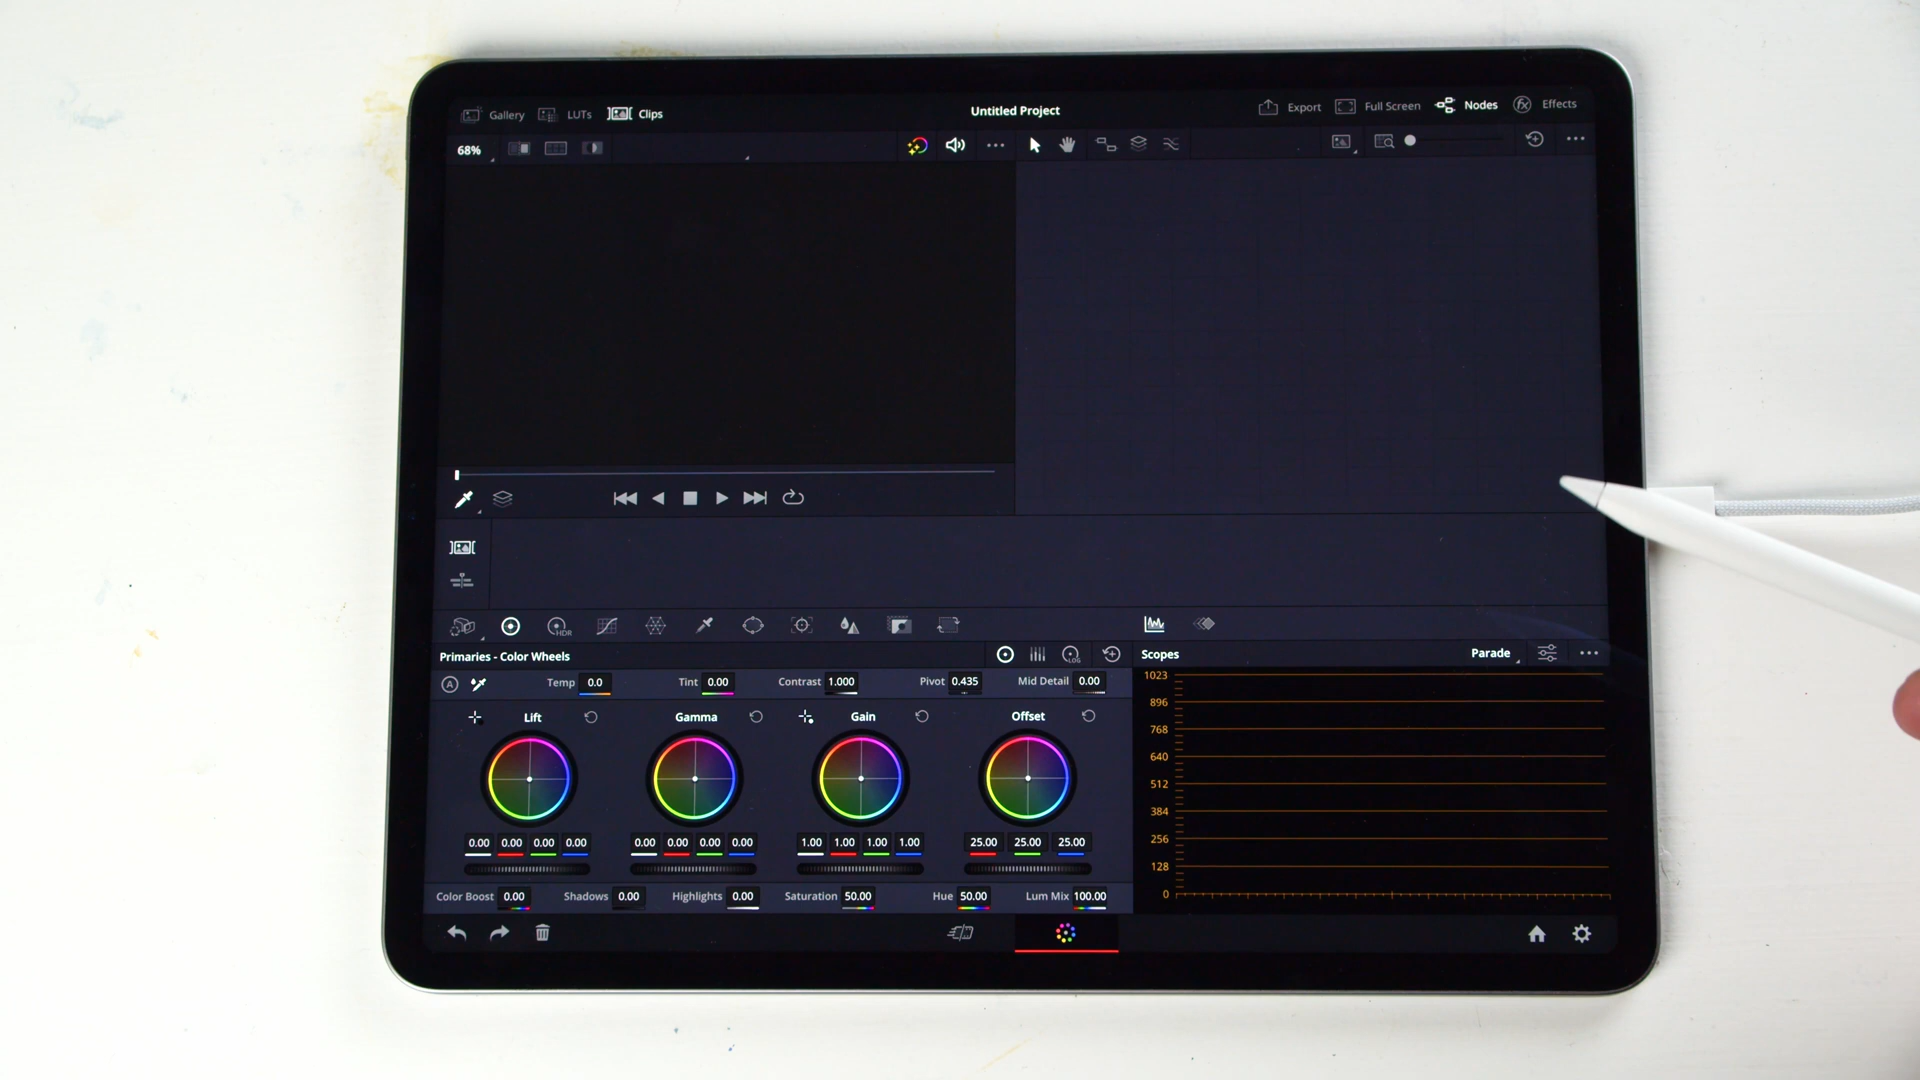 Gallery LUTs Clips Untitled Project Export Full Screen Nodes fx Effects
68%
HDR
Primaries - Color Wheels LOG Scopes Parade
A Temp 0.0 Tint 0.00 Contrast 1.000 Pivot 0.435 Mid Detail 0.00
Lift Gamma Gain Offset
0.00 0.00 0.00 0.00 0.00 0.00 0.00 0.00 1.00 1.00 1.00 1.00 25.00 25.00 25.00
Color Boost 0.00 Shadows 0.00 Highlights 0.00 Saturation 50.00 Hue 50.00 Lum Mix 100.00
1023
896
768
640
512
384
256
128
0